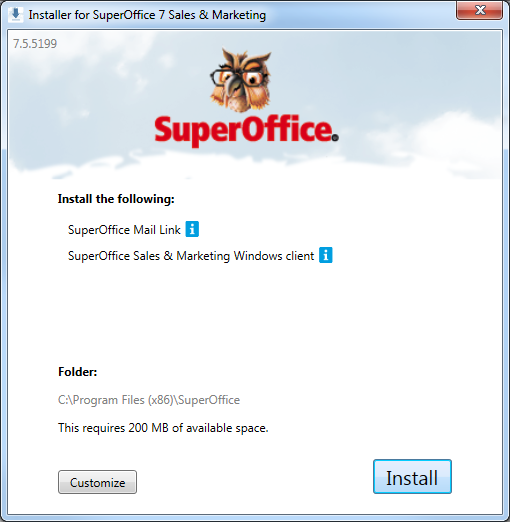 Installer for SuperOffice 7 Sales & Marketing
7.5.5199
SuperOffice.
Install the following:
SuperOffice Mail Link i
SuperOffice Sales & Marketing Windows client i
Folder:
C:\Program Files (x86)\SuperOffice
This requires 200 MB of available space.
Customize
Install